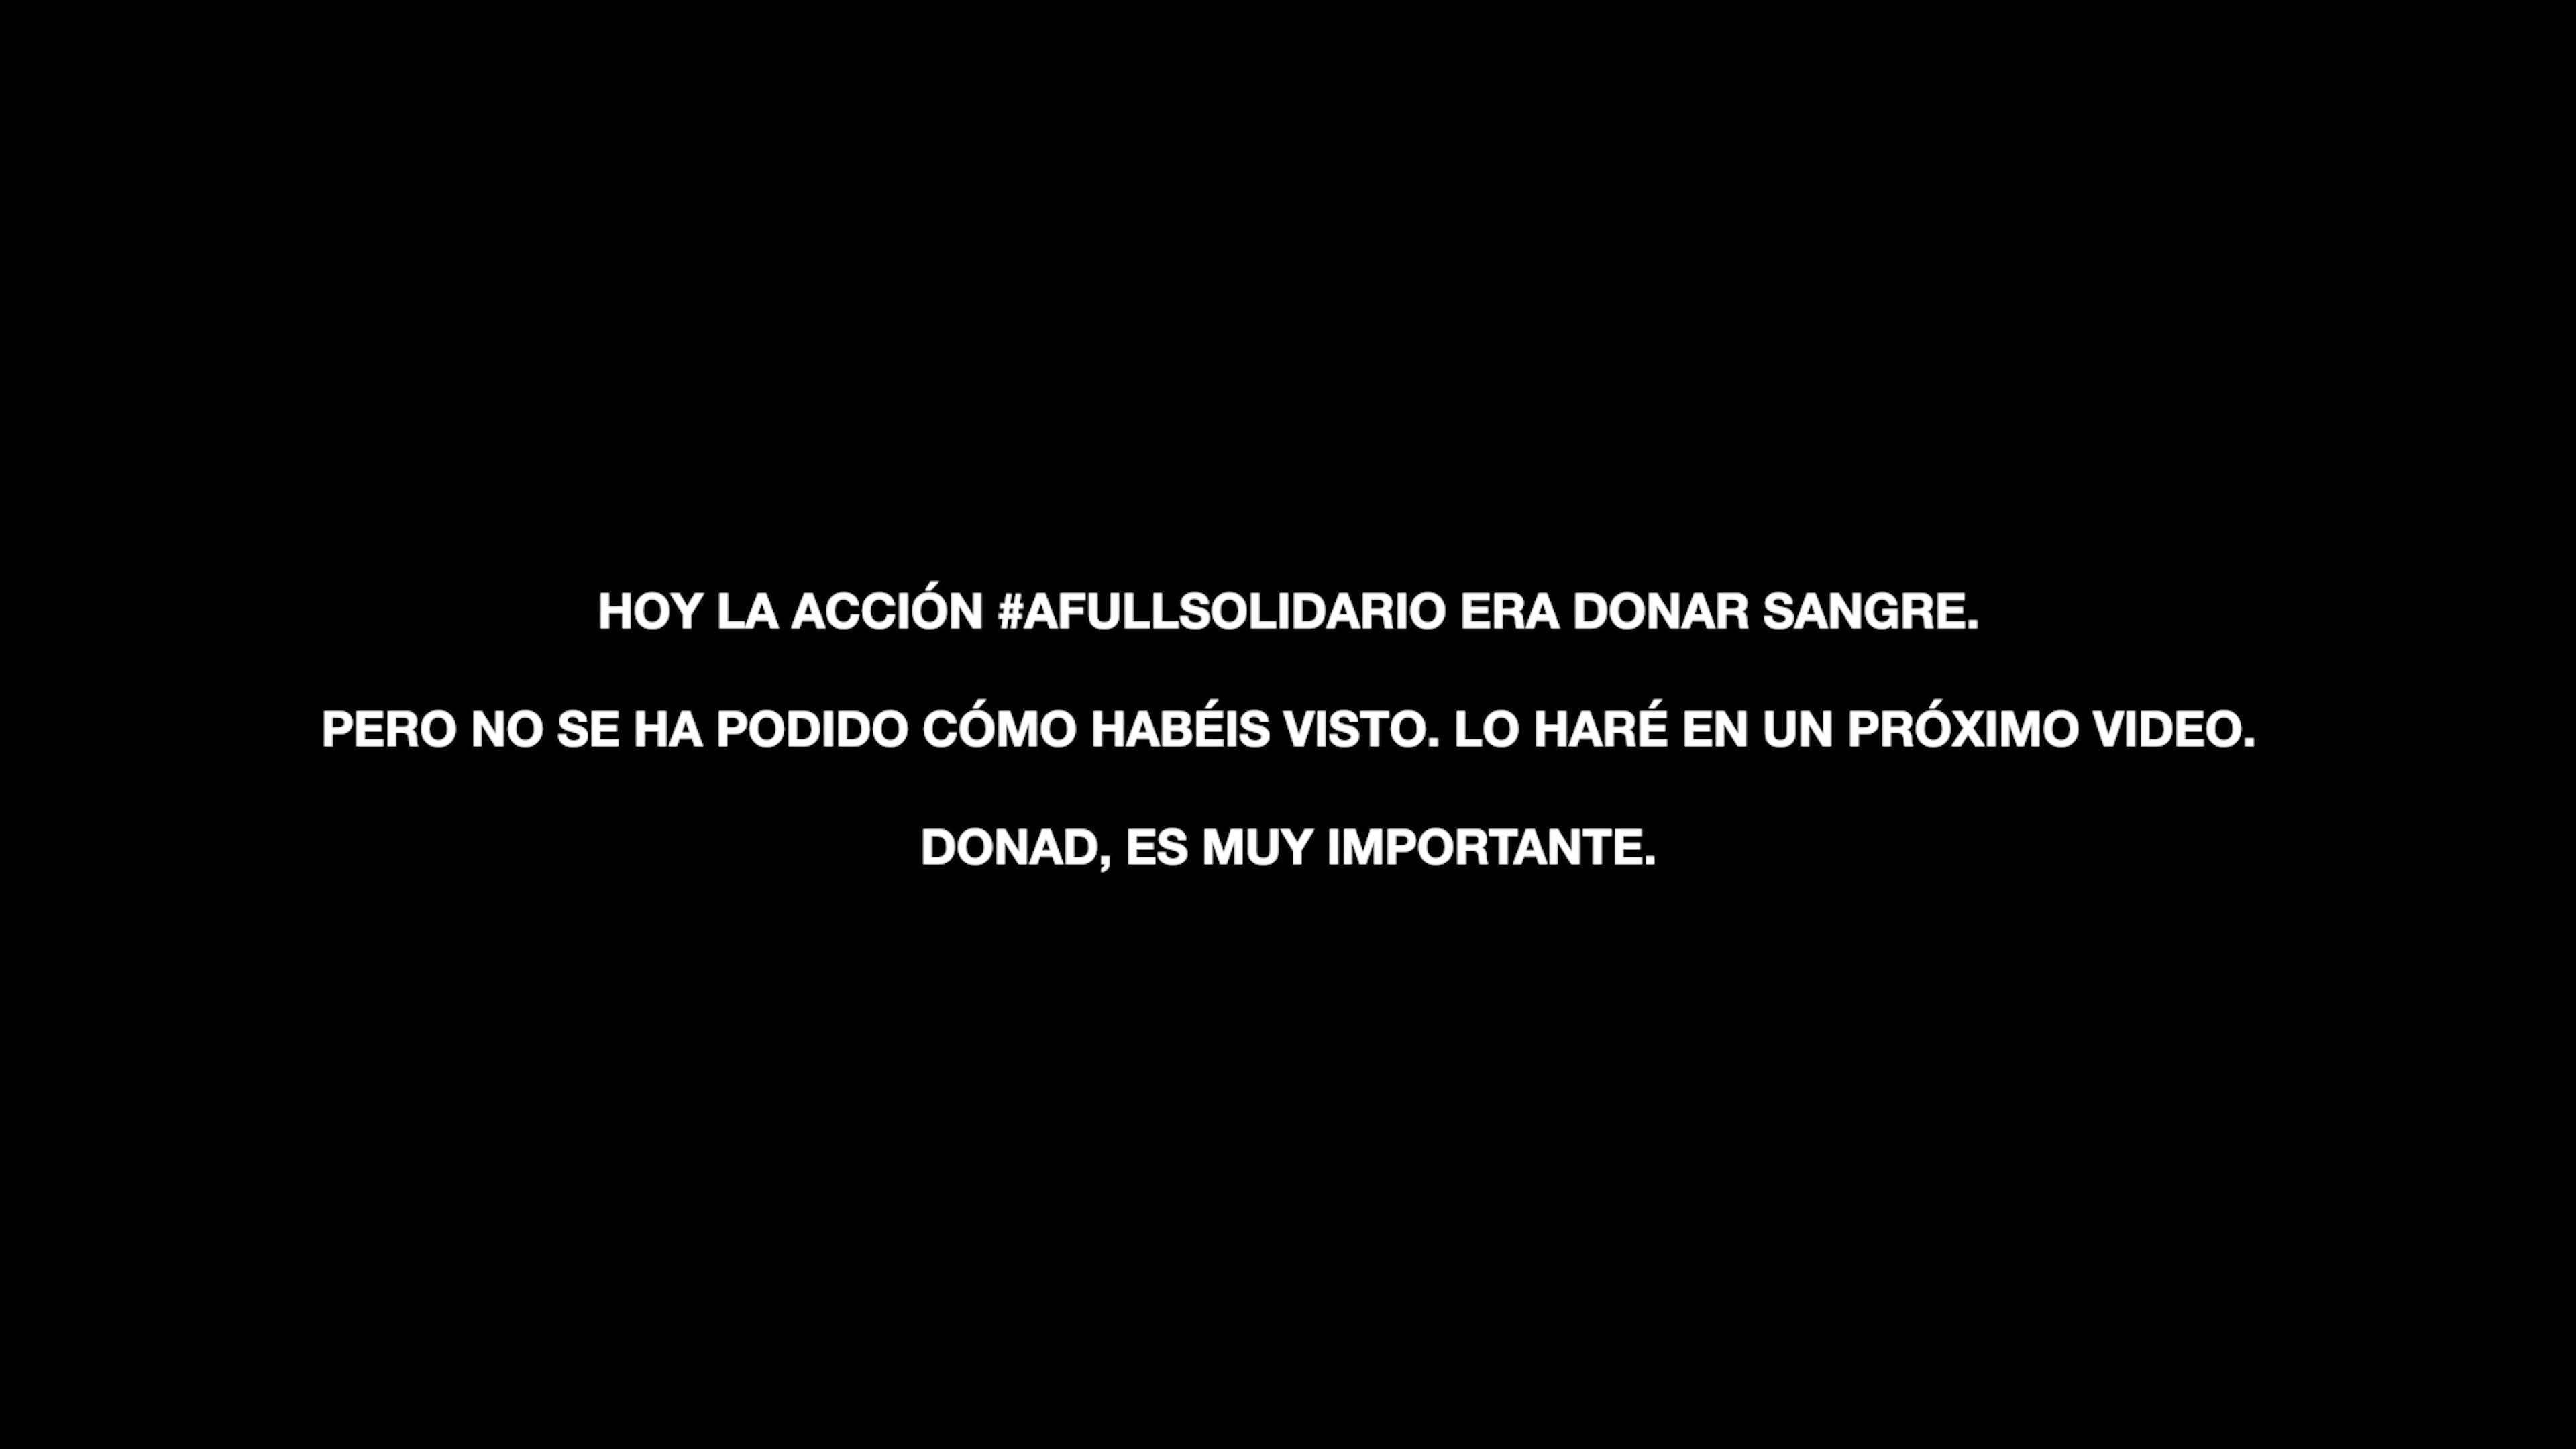 HOY LA ACCIÓN #AFULLSOLIDARIO ERA DONAR SANGRE.
PERO NO SE HA PODIDO CÓMO HABÉIS VISTO. LO HARÉ EN UN PRÓXIMO VIDEO.
DONAD, ES MUY IMPORTANTE.